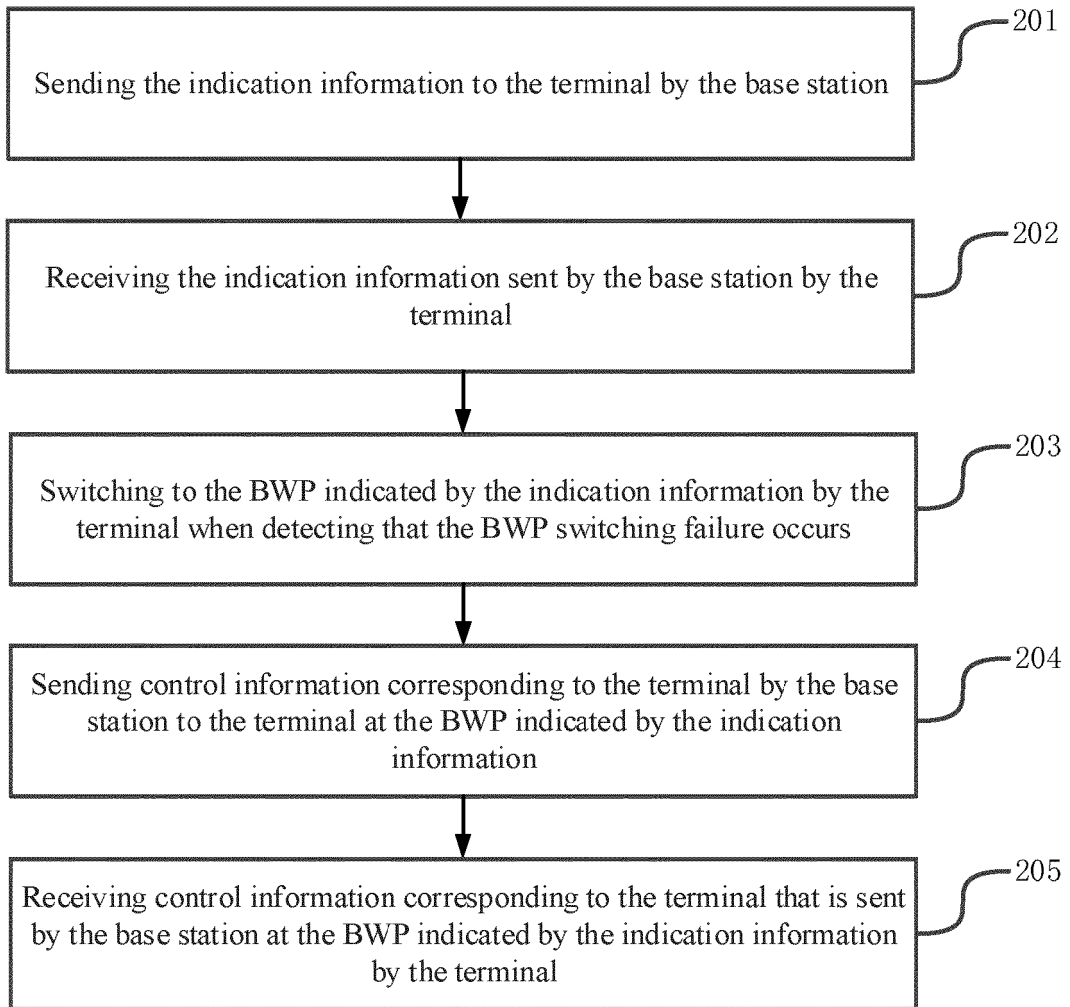 201
Sending the indication information to the terminal by the base station
202
Receiving the indication information sent by the base station by the
terminal
203
Switching to the BWP indicated by the indication information by the
terminal when detecting that the BWP switching failure occurs
204
Sending control information corresponding to the terminal by the base
station to the terminal at the BWP indicated by the indication
information
205
Receiving control information corresponding to the terminal that is sent
by the base station at the BWP indicated by the indication information
by the terminal